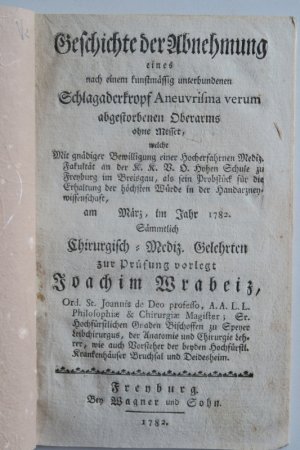 Geschichte der Abnehmung
eines
nach einem kunstmässig unterbundenen
Schlagaderkropf Aneuvrisma verum
abgestorbenen Oberarms
ohne Messer,
welche
Mit gnädiger Bewilligung einer Hocherfahrnen Mediz.
Fakultät an der K. K. V. O. Hohen Schule zu
Freyburg im Breisgau, als sein Probstück für die
Erhaltung der höchsten Würde in der Handarzney-
wissenschaft,
am März, im Jahr 1782.
Sämmtlich
Chirurgisch-Mediz. Gelehrten
zur Prüfung vorlegt
Joachim Wrabeiz,
Ord. St. Joannis de Deo professo, A. A. L. L.
Philosophiæ & Chirurgiæ Magister; Sr.
Hochfürstlichen Gnaden Bischoffen zu Speyer
Leibchirurgus, der Anatomie und Chirurgie Leh-
rer, wie auch Vorsteher der beyden Hochfürstl.
Krankenhäuser Bruchsal und Deidesheim.
Freyburg
Bey Wagner und Sohn.
1782.